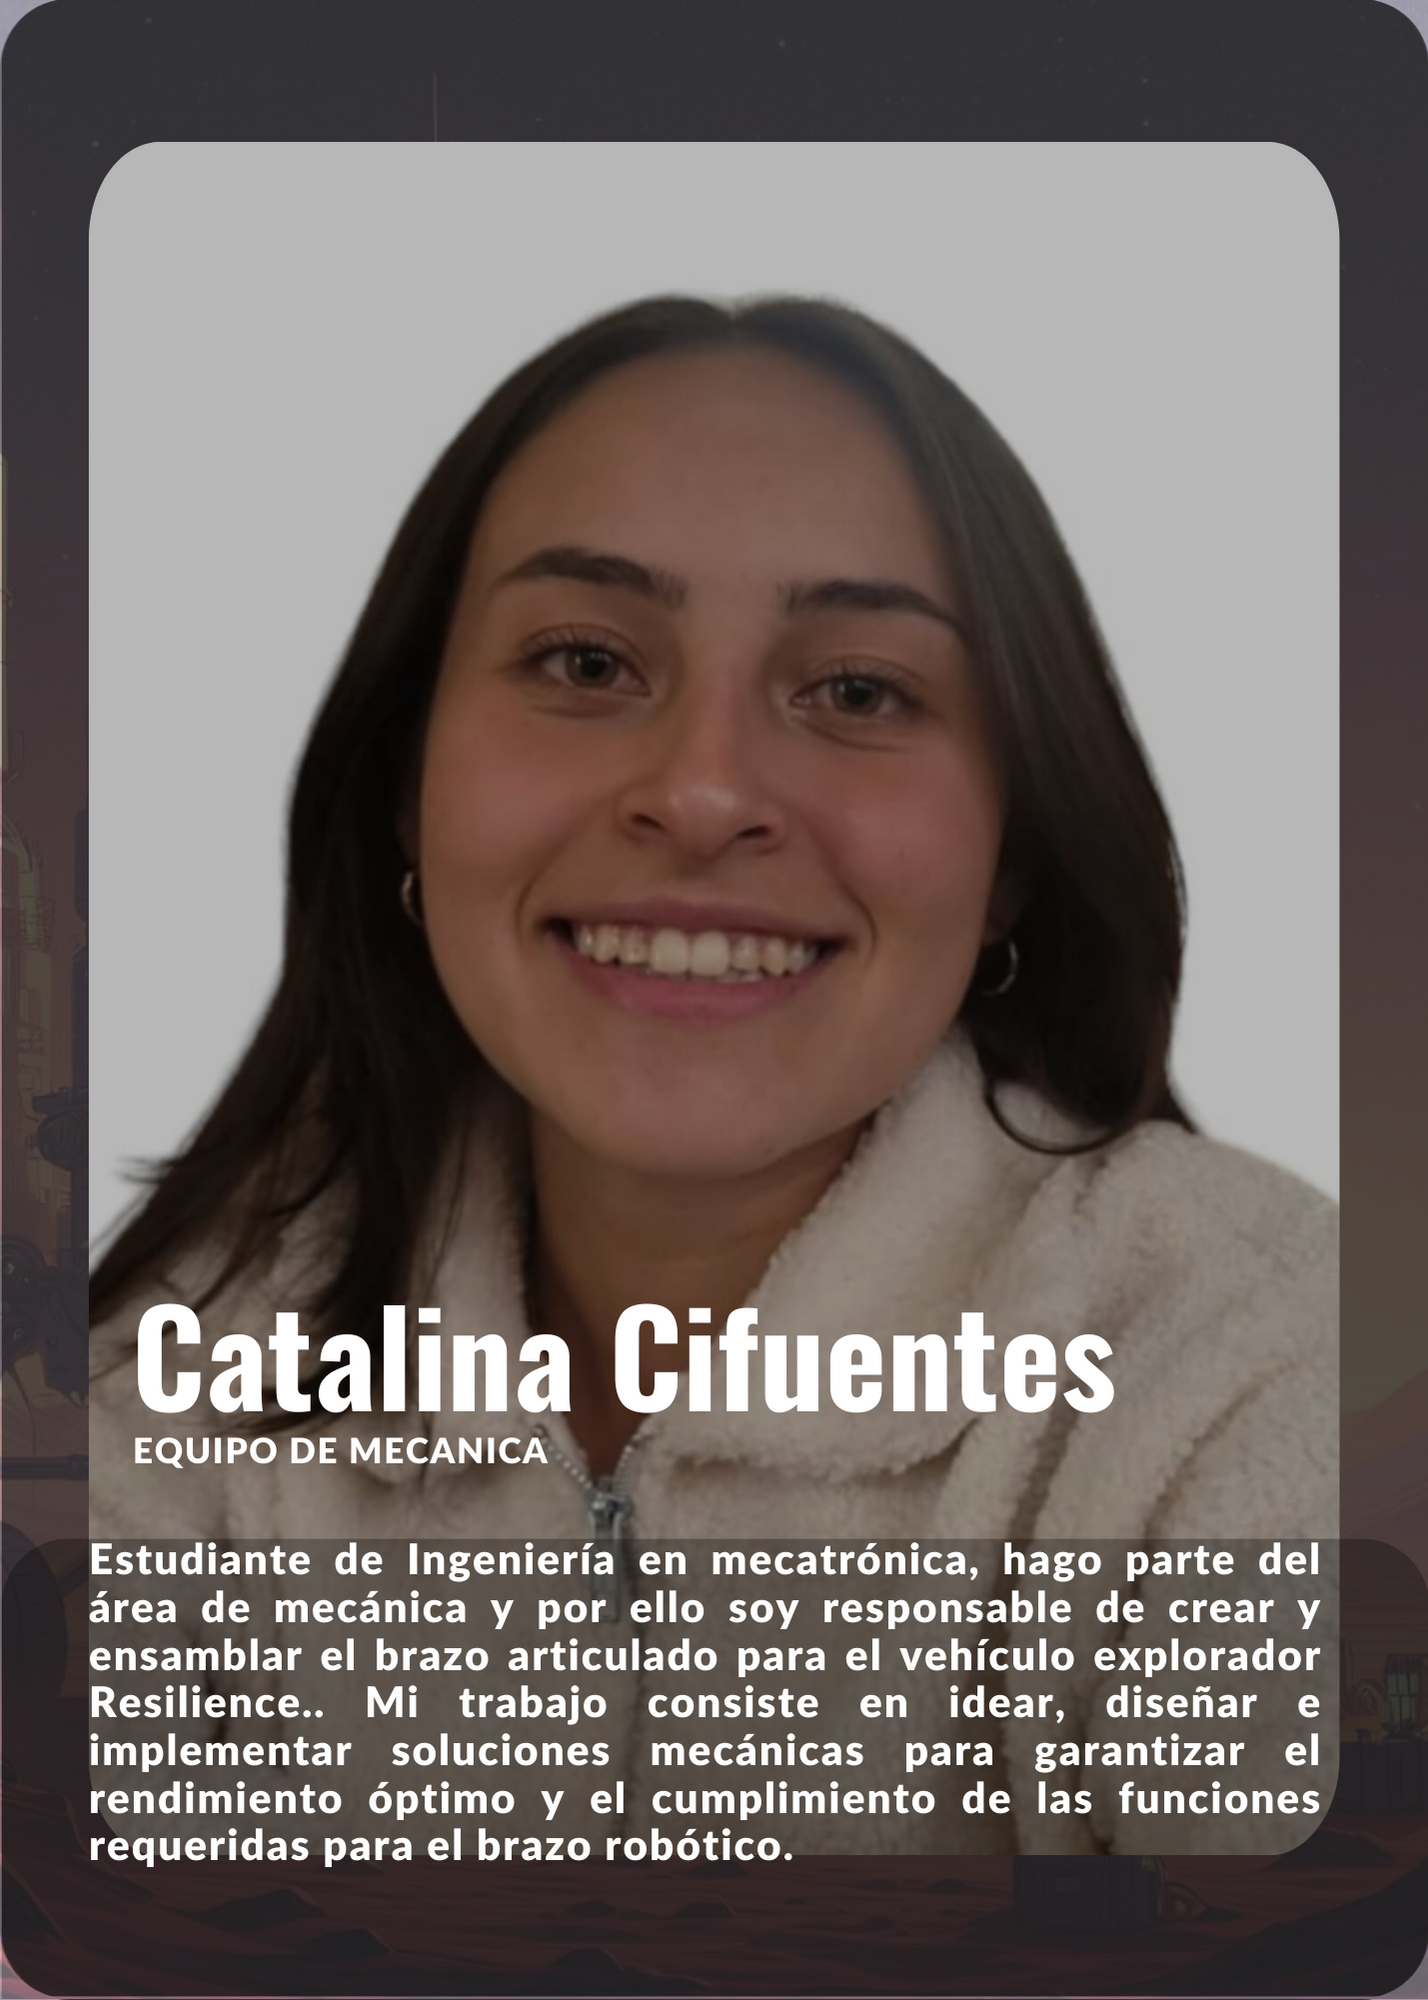 Catalina Cifuentes
EQUIPO DE MECANICA
Estudiante de Ingeniería en mecatrónica, hago parte del
área de mecánica y por ello soy responsable de crear y
ensamblar el brazo articulado para el vehículo explorador
Resilience.. Mi trabajo consiste en idear, diseñar e
implementar soluciones mecánicas para garantizar el
rendimiento óptimo y el cumplimiento de las funciones
requeridas para el brazo robótico.